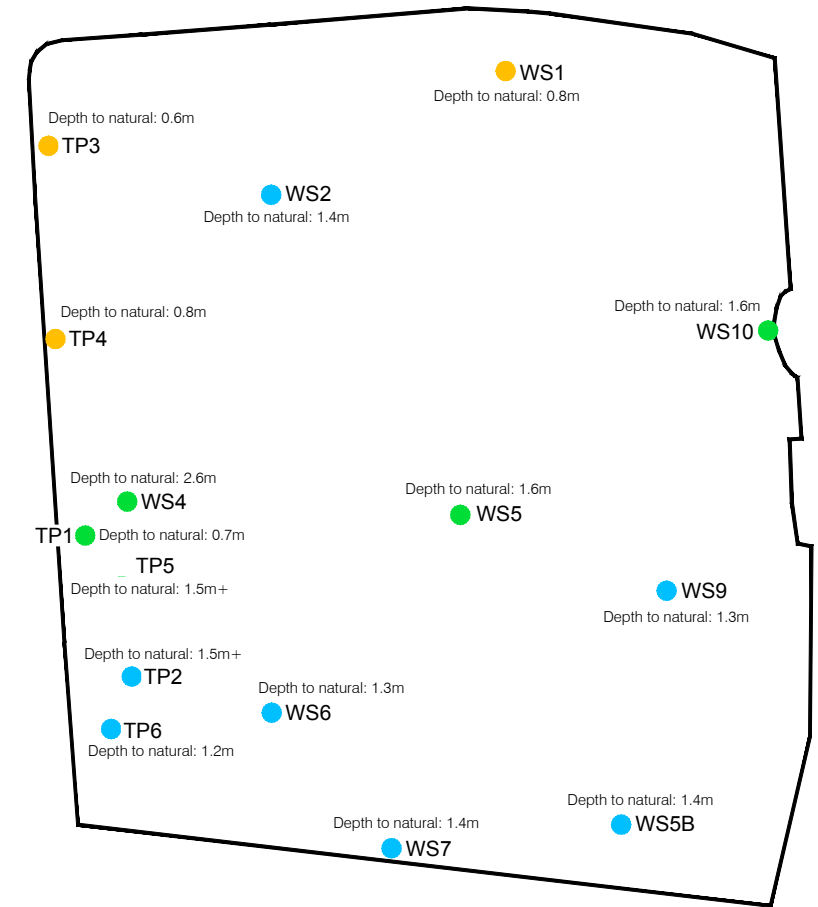 WS1
Depth to natural: 0.8m
Depth to natural: 0.6m
TP3
WS2
Depth to natural: 1.4m
Depth to natural: 1.6m
WS10
Depth to natural: 0.8m
TP4
Depth to natural: 2.6m
WS4
Depth to natural: 1.6m
WS5
TP1 Depth to natural: 0.7m
TP5
Depth to natural: 1.5m+
WS9
Depth to natural: 1.3m
Depth to natural: 1.5m+
TP2
Depth to natural: 1.3m
WS6
TP6
Depth to natural: 1.2m
Depth to natural: 1.4m
WS5B
Depth to natural: 1.4m
WS7